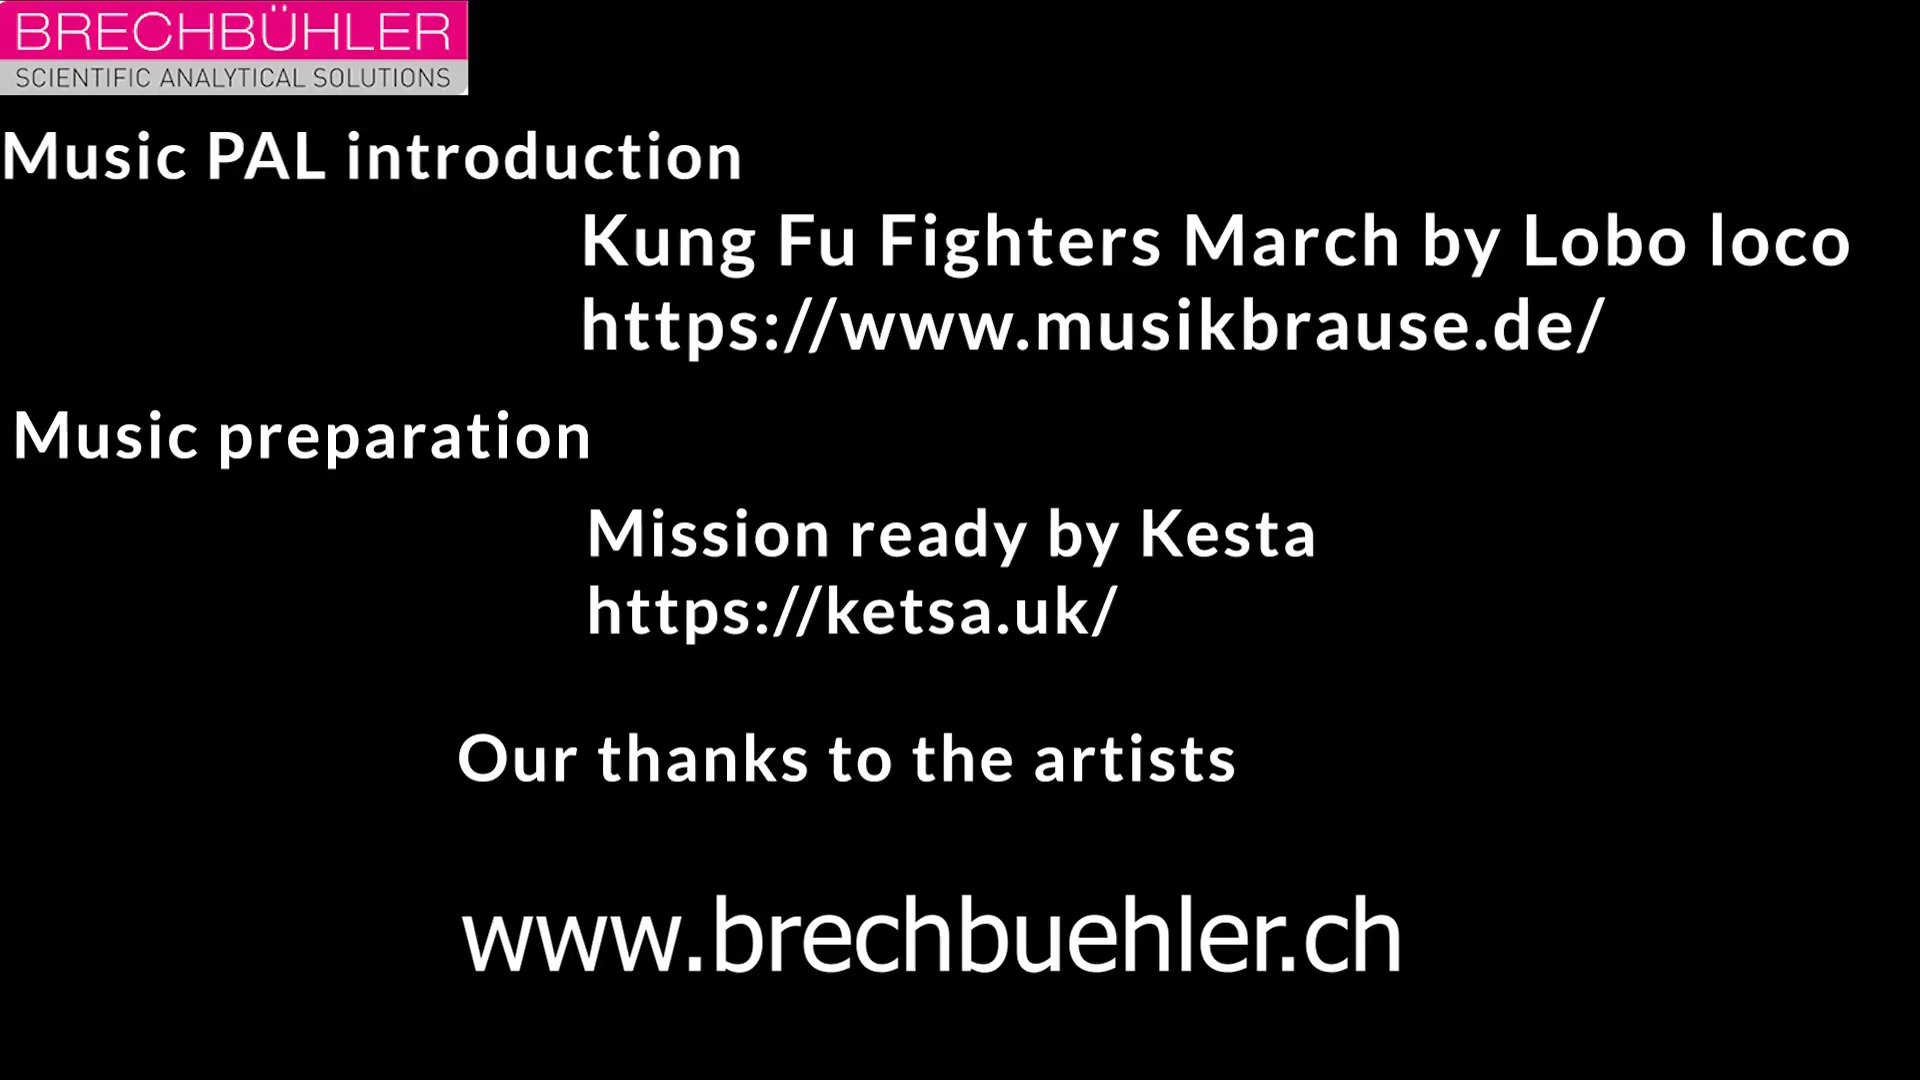 BRECHBÜHLER
SCIENTIFIC ANALYTICAL SOLUTIONS
Music PAL introduction
Kung Fu Fighters March by Lobo loco
https://www.musikbrause.de/
Music preparation
Mission ready by Kesta
https://ketsa.uk/
Our thanks to the artists
www.brechbuehler.ch